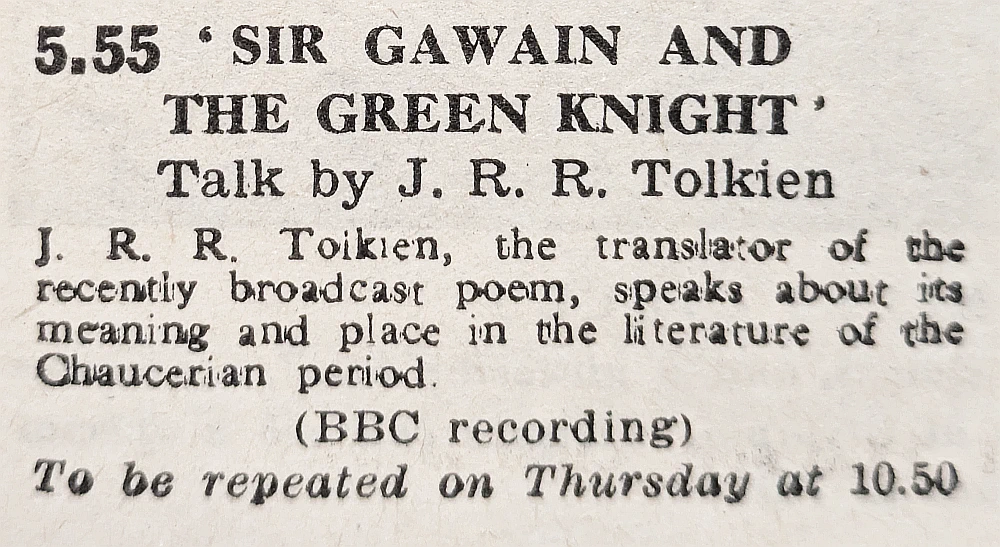 5.55 ‘SIR GAWAIN AND
THE GREEN KNIGHT’
Talk by J. R. R. Tolkien
J. R. R. Tolkien, the translator of the
recently broadcast poem, speaks about its
meaning and place in the literature of the
Chaucerian period.
(BBC recording)
To be repeated on Thursday at 10.50